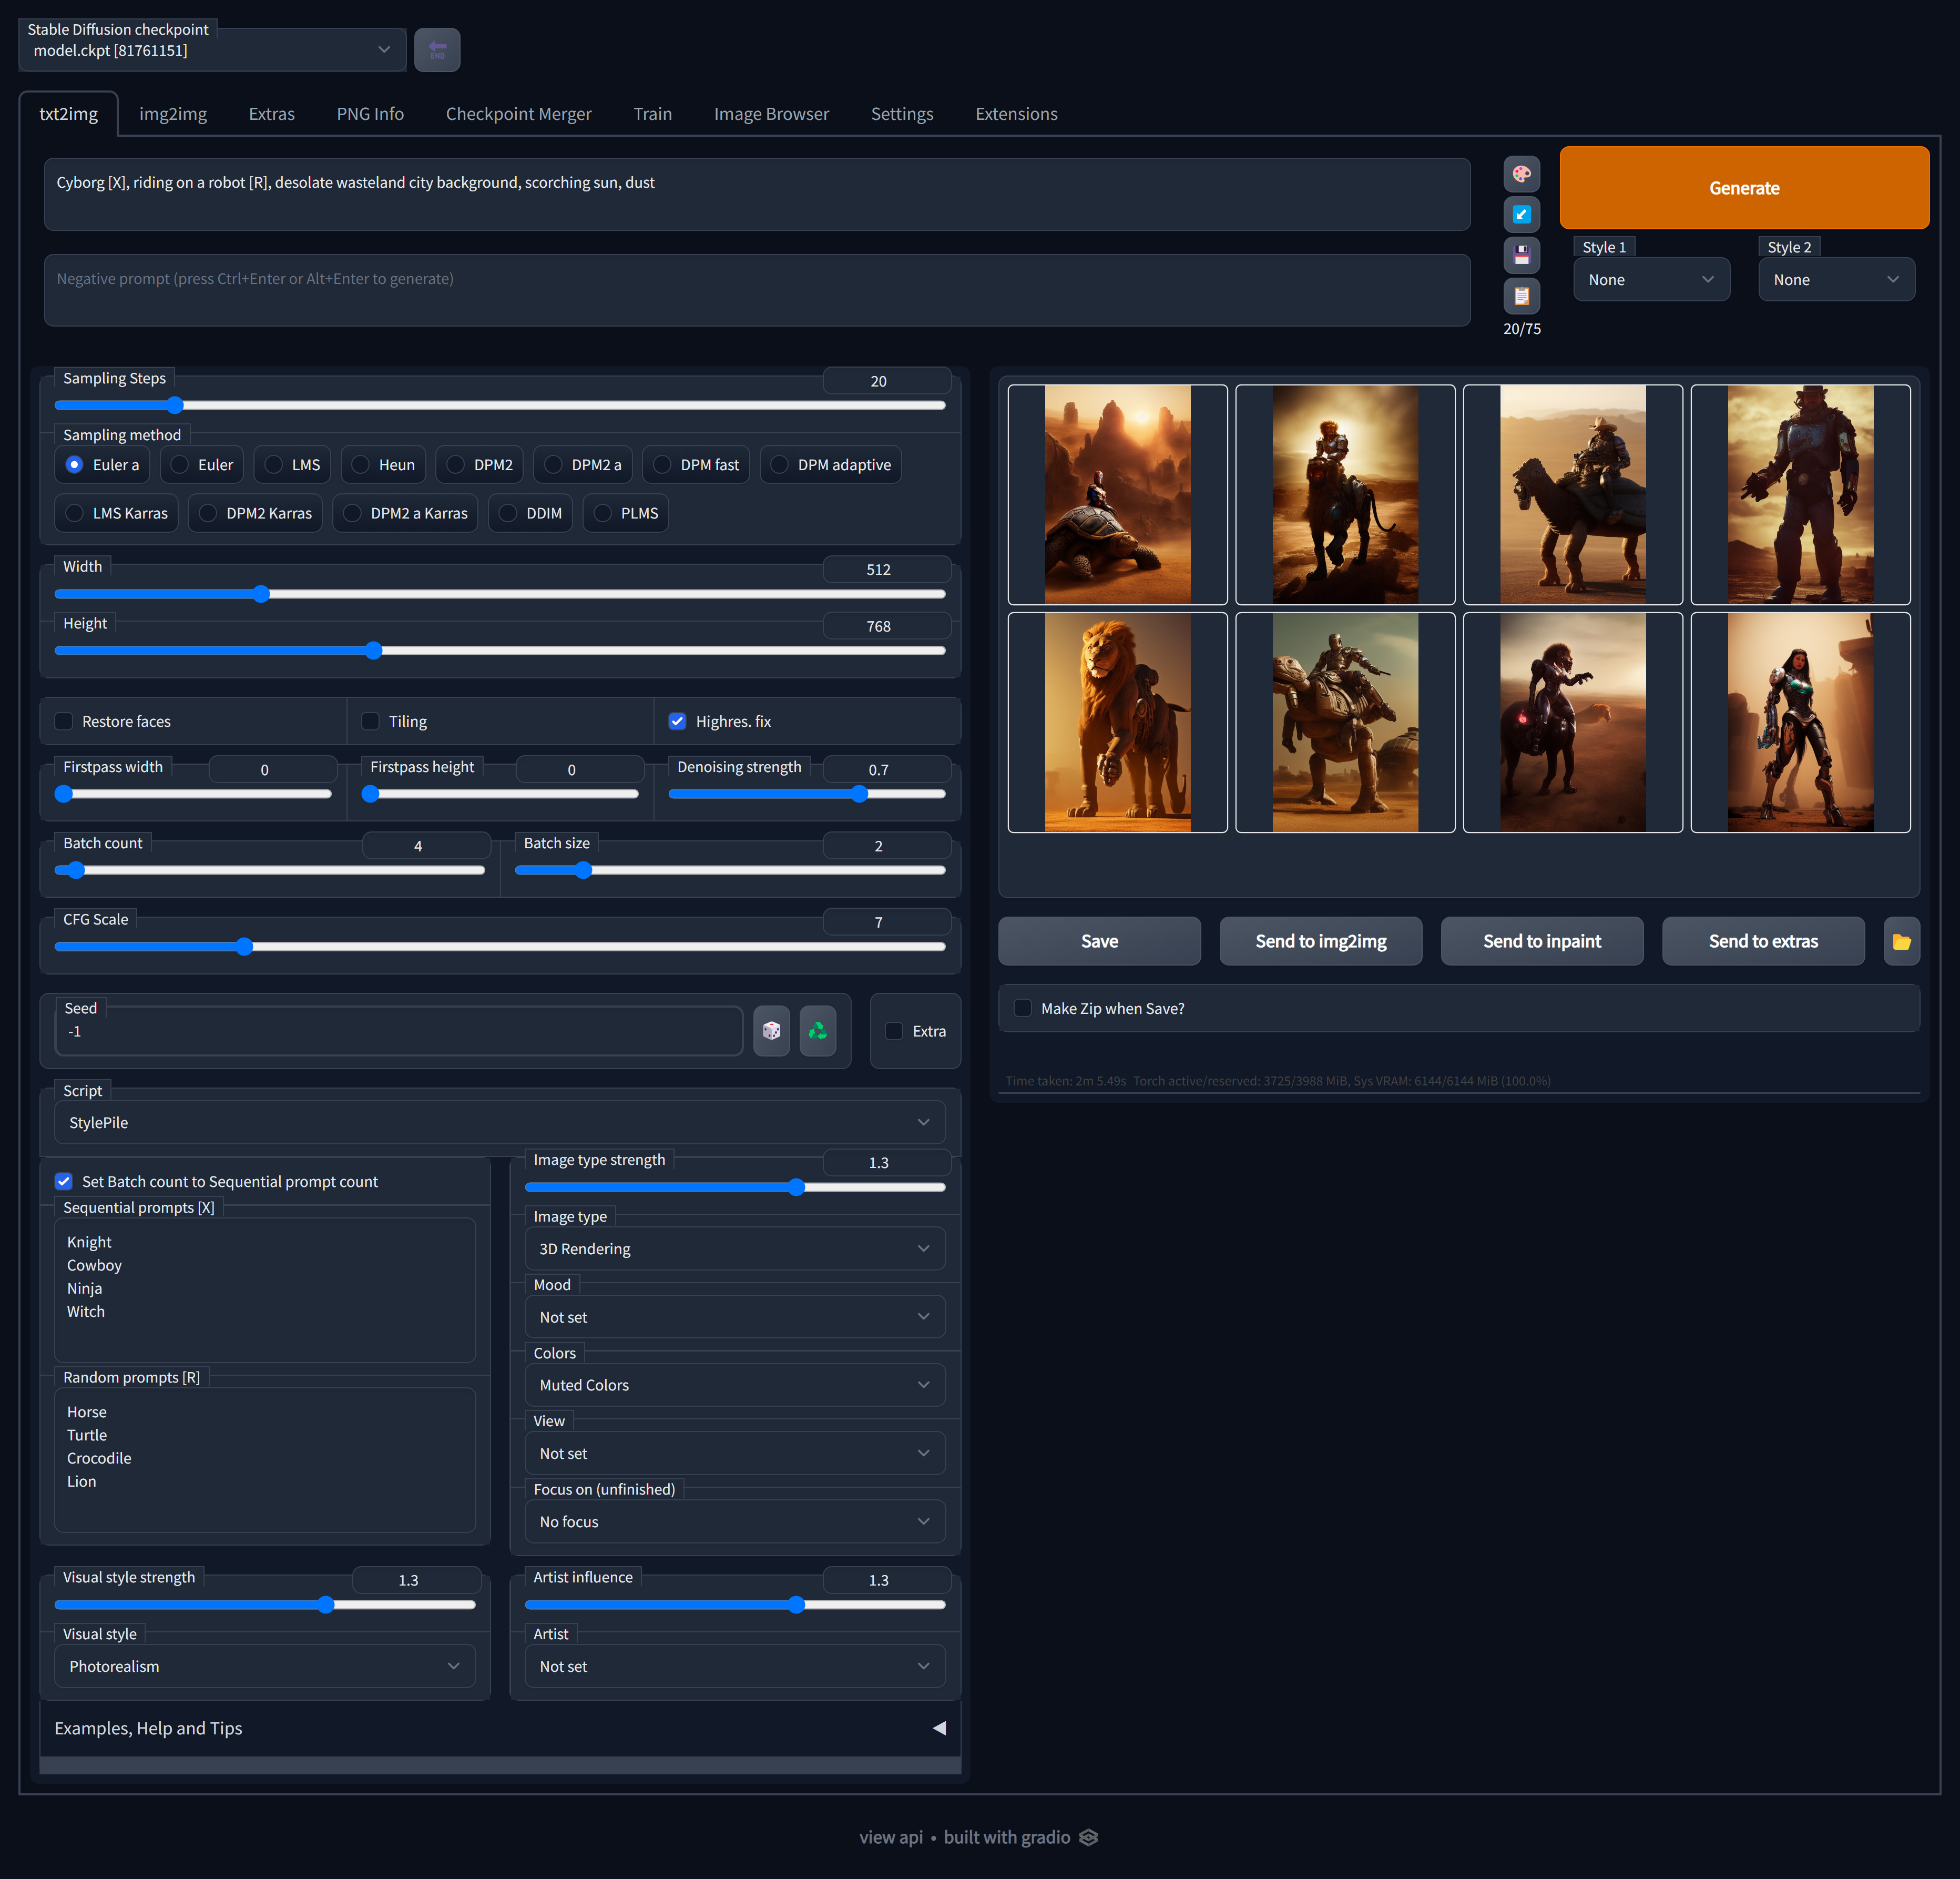 Stable Diffusion checkpoint
model.ckpt [81761151]
END
txt2img img2img Extras PNG Info Checkpoint Merger Train Image Browser Settings Extensions
Cyborg [X], riding on a robot [R], desolate wasteland city background, scorching sun, dust
Generate
Negative prompt (press Ctrl+Enter or Alt+Enter to generate)
Style 1 Style 2
None None
20/75
Sampling Steps 20
Sampling method
Euler a Euler LMS Heun DPM2 DPM2 a DPM fast DPM adaptive
LMS Karras DPM2 Karras DPM2 a Karras DDIM PLMS
Width 512
Height 768
Restore faces Tiling Highres. fix
Firstpass width 0 Firstpass height 0 Denoising strength 0.7
Batch count 4 Batch size 2
CFG Scale 7
Seed
-1
Extra
Script
StylePile
Set Batch count to Sequential prompt count
Sequential prompts [X]
Knight
Cowboy
Ninja
Witch
Random prompts [R]
Horse
Turtle
Crocodile
Lion
Image type strength 1.3
Image type
3D Rendering
Mood
Not set
Colors
Muted Colors
View
Not set
Focus on (unfinished)
No focus
Visual style strength 1.3
Visual style
Photorealism
Artist influence 1.3
Artist
Not set
Examples, Help and Tips
Save Send to img2img Send to inpaint Send to extras
Make Zip when Save?
Time taken: 2m 5.49s Torch active/reserved: 3725/3988 MiB, Sys VRAM: 6144/6144 MiB (100.0%)
view api • built with gradio